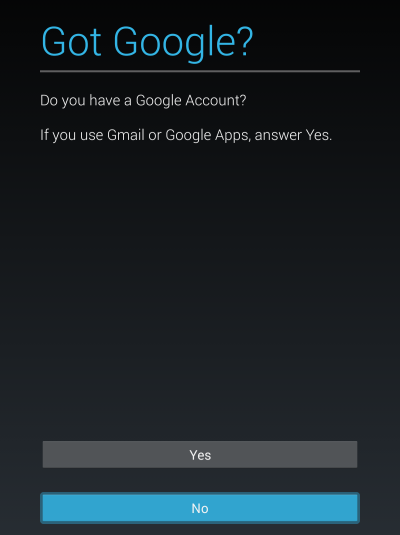 Got Google?
Do you have a Google Account?
If you use Gmail or Google Apps, answer Yes.
Yes
No